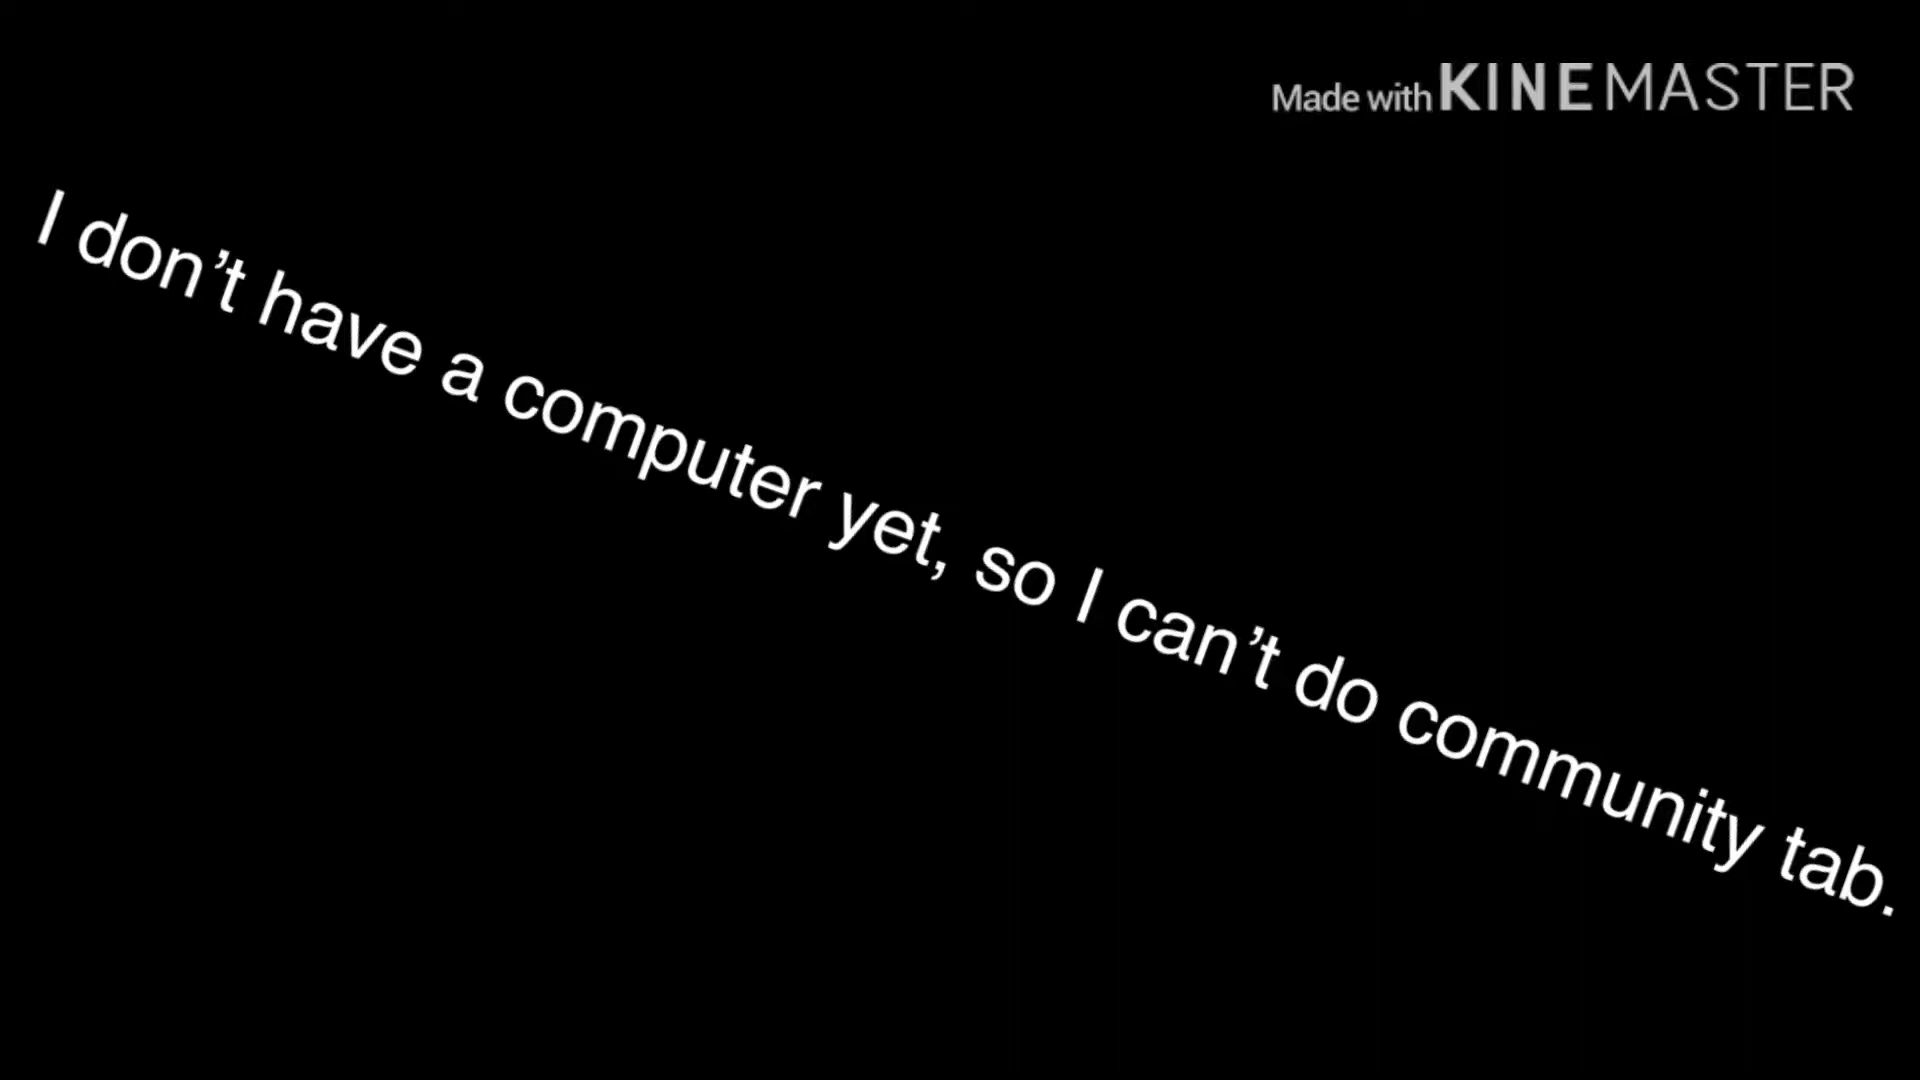 Made with KINEMASTER
I don’t have a computer yet, so I can’t do community tab.